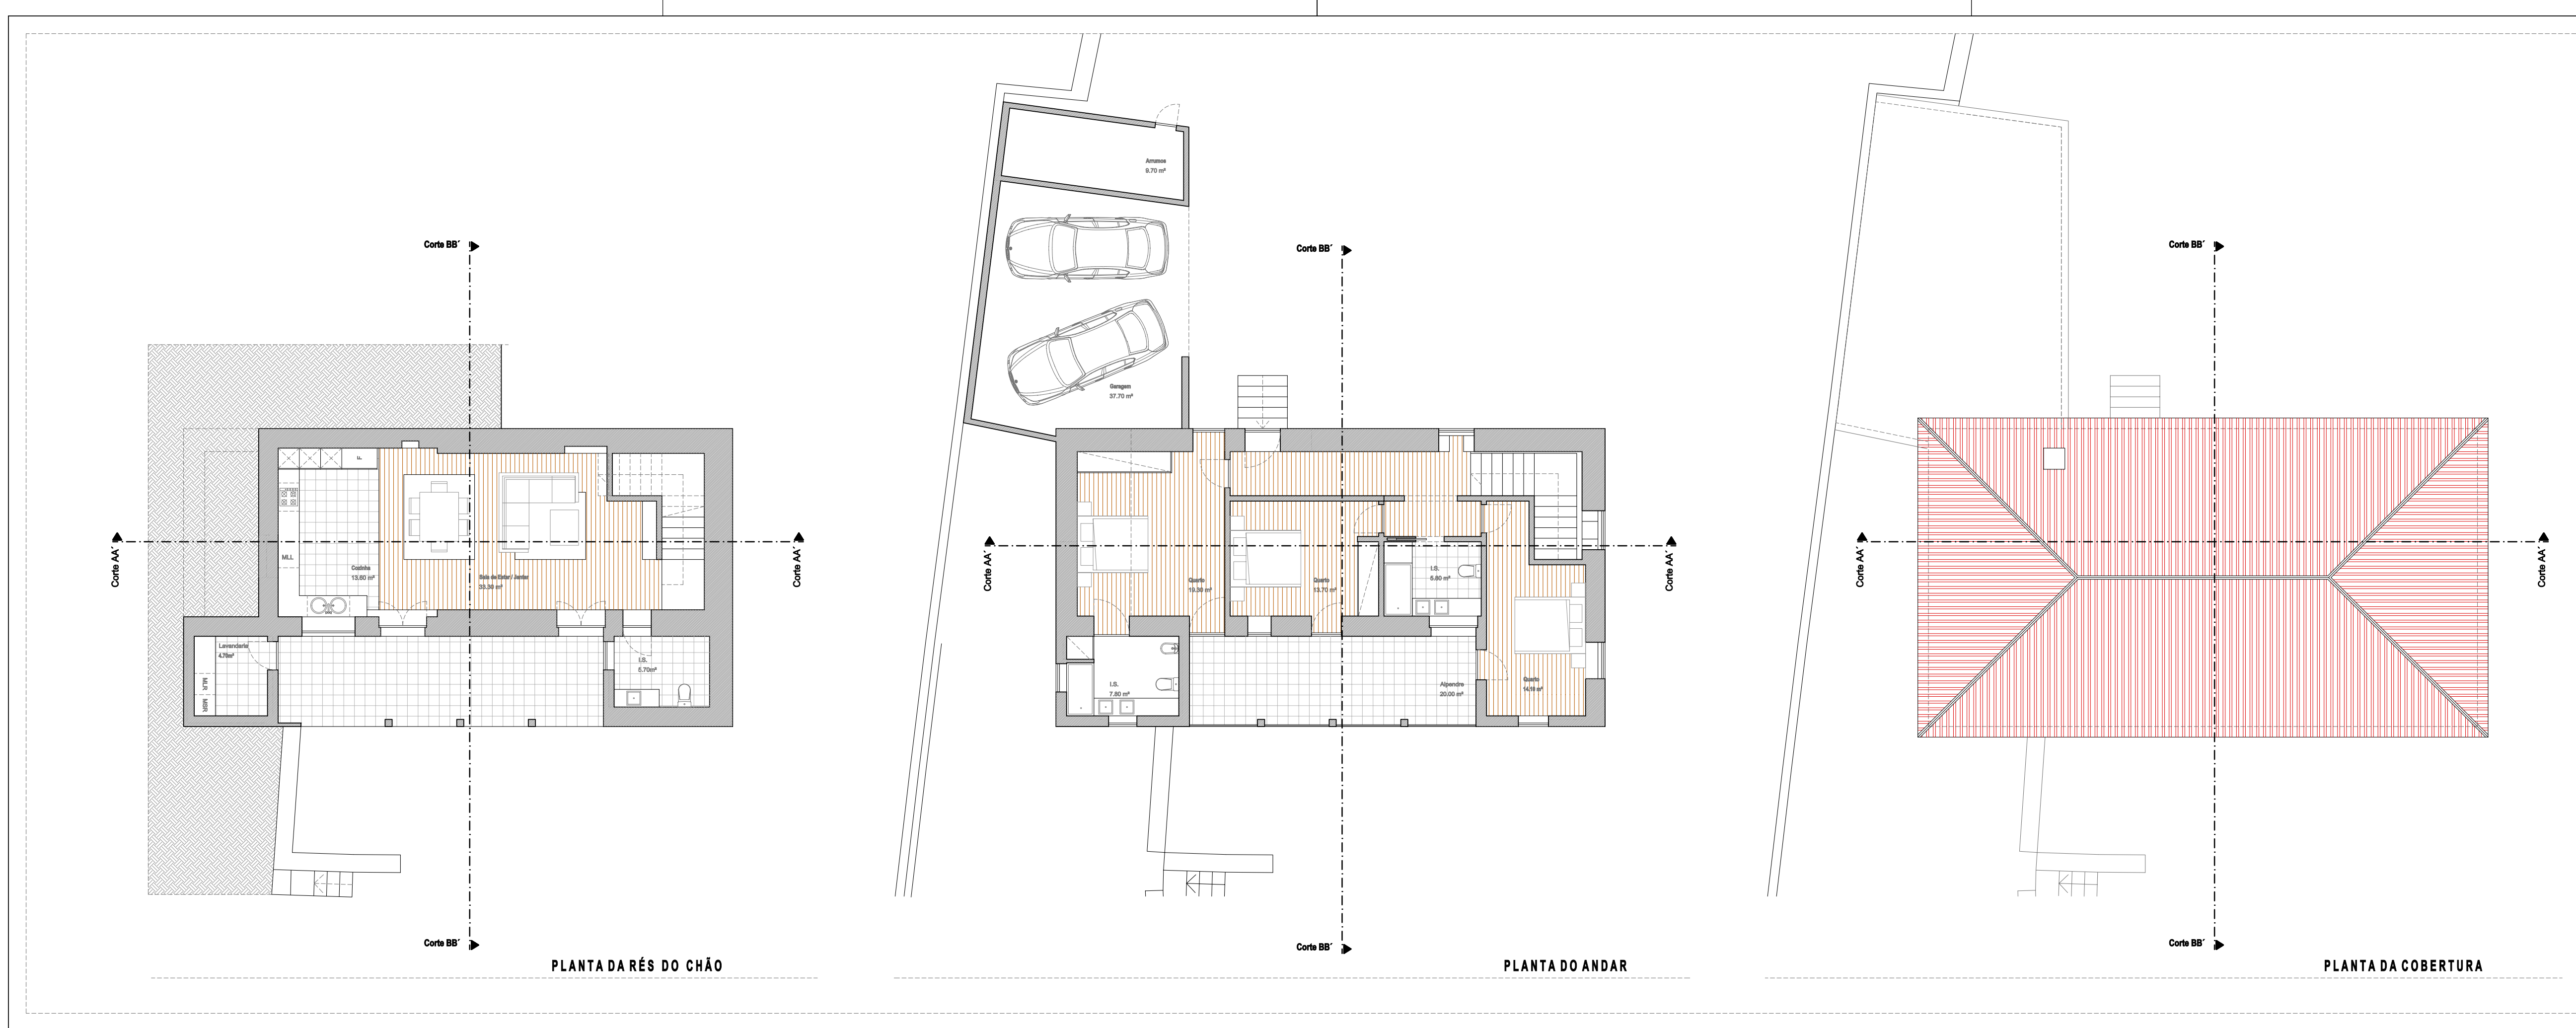 Corte BB´
Corte AA´
Corte AA´
F
MLL
Cozinha
13.60 m²
Sala de Estar / Jantar
33.30 m²
Lavandaria
4.70m²
MLR
MSR
I.S.
5.70m²
Corte BB´
PLANTA DA RÉS DO CHÃO
Arrumos
9.70 m²
Garagem
37.70 m²
Corte BB´
Corte AA´
Corte AA´
Quarto
19.30 m²
Quarto
13.70 m²
I.S.
5.80 m²
I.S.
7.80 m²
Alpendre
20.00 m²
Quarto
14.10 m²
Corte BB´
PLANTA DO ANDAR
Corte BB´
Corte AA´
Corte AA´
Corte BB´
PLANTA DA COBERTURA